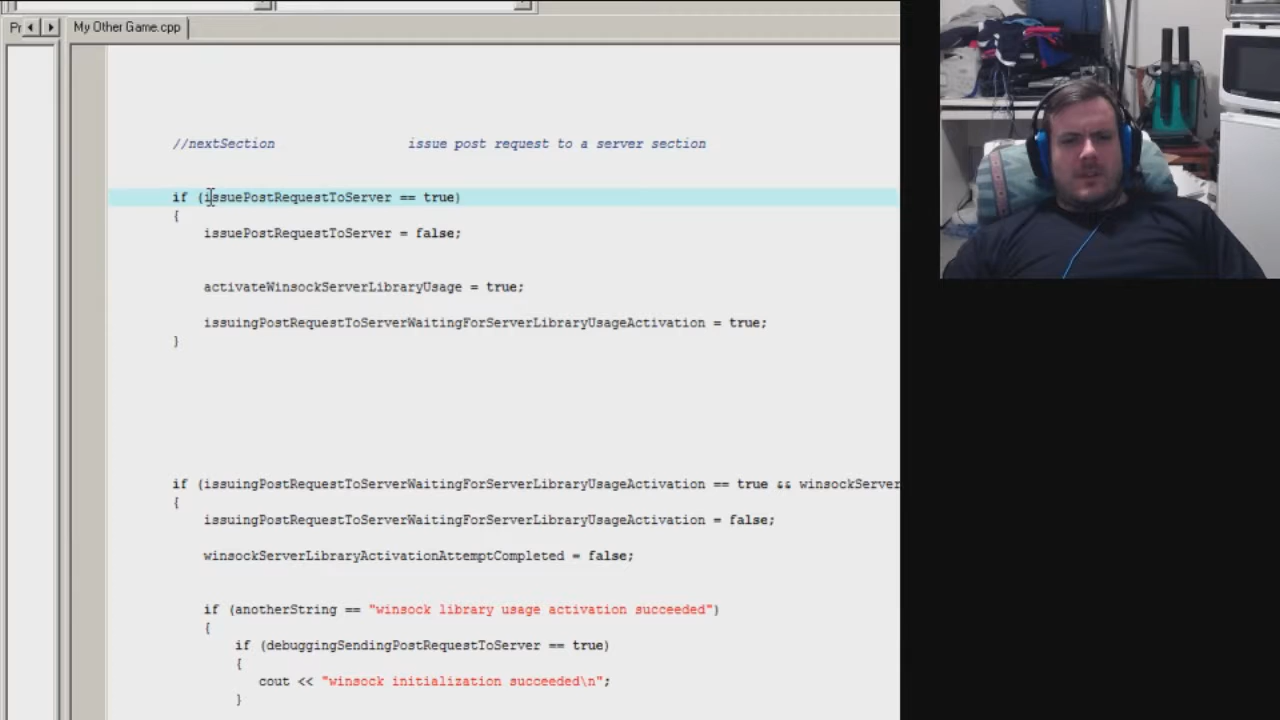 Pr
My Other Game.cpp
//nextSection issue post request to a server section
if (issuePostRequestToServer == true)
{
issuePostRequestToServer = false;
activateWinsockServerLibraryUsage = true;
issuingPostRequestToServerWaitingForServerLibraryUsageActivation = true;
}
if (issuingPostRequestToServerWaitingForServerLibraryUsageActivation == true && winsockServer
{
issuingPostRequestToServerWaitingForServerLibraryUsageActivation = false;
winsockServerLibraryActivationAttemptCompleted = false;
if (anotherString == "winsock library usage activation succeeded")
{
if (debuggingSendingPostRequestToServer == true)
{
cout << "winsock initialization succeeded\n";
}